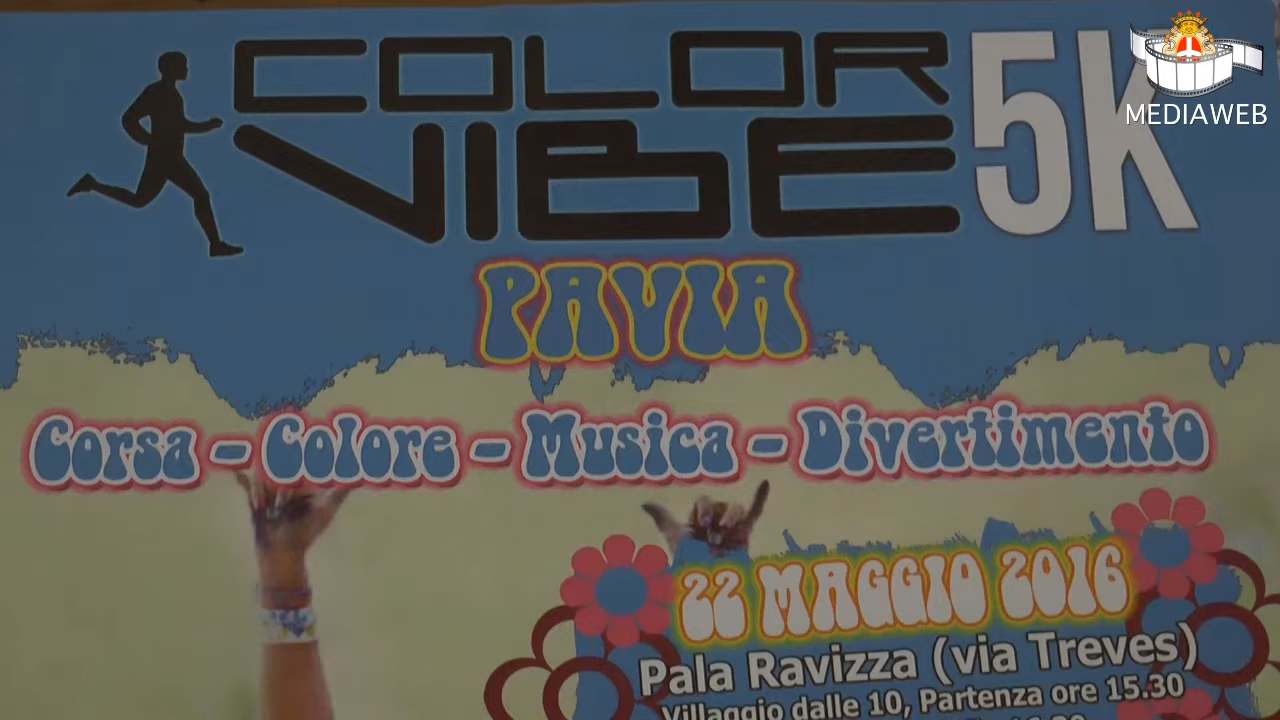 COLOR
VIBE
5K
MEDIAWEB
PAVIA
Corsa - Colore - Musica - Divertimento
22 MAGGIO 2016
Pala Ravizza (via Treves)
Villaggio dalle 10, Partenza ore 15.30